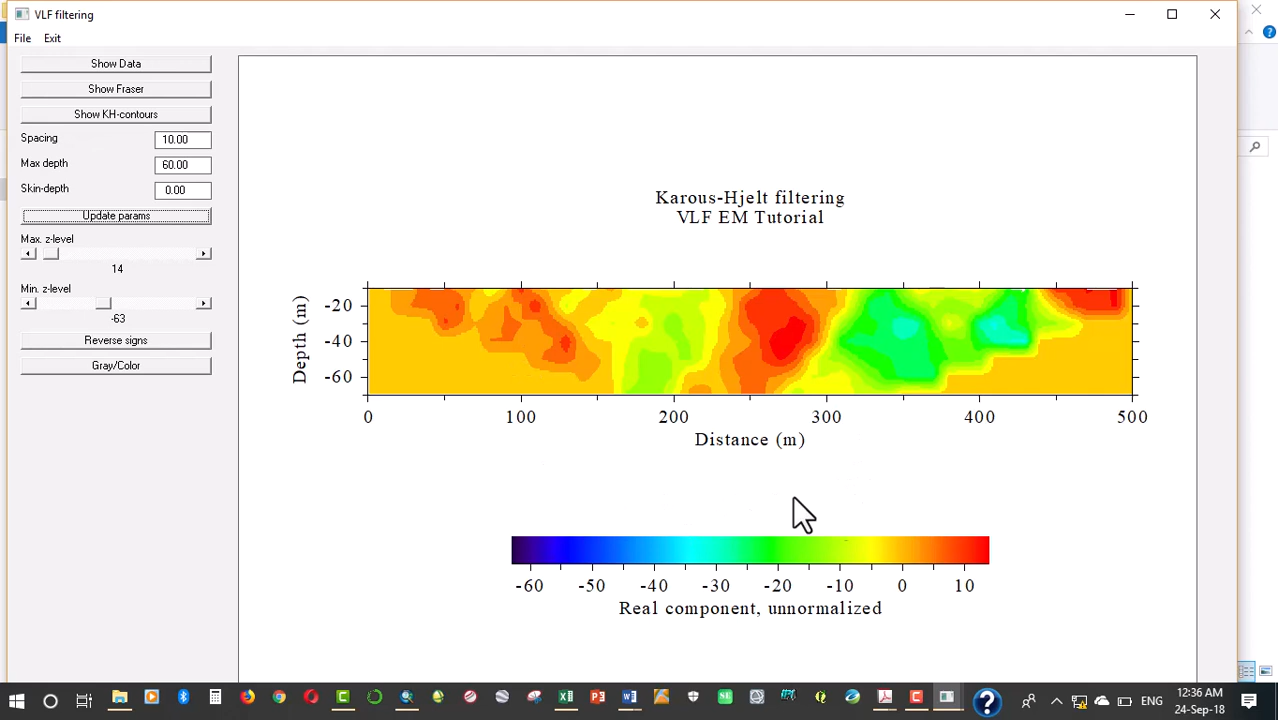 VLF filtering
File Exit
Show Data
Show Fraser
Show KH-contours
Spacing 10.00
Max depth 60.00
Skin-depth 0.00
Update params
Max. z-level
14
Min. z-level
-63
Reverse signs
Gray/Color
Karous-Hjelt filtering
VLF EM Tutorial
Depth (m)
-20
-40
-60
0 100 200 300 400 500
Distance (m)
-60 -50 -40 -30 -20 -10 0 10
Real component, unnormalized
ENG
12:36 AM
24-Sep-18